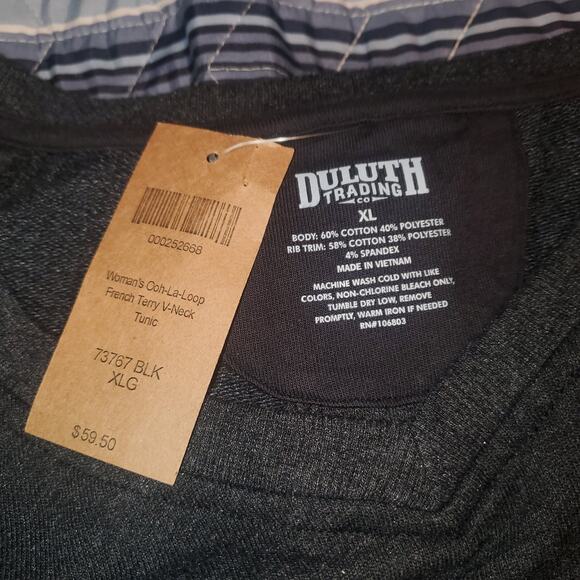 000252668
Woman's Ooh-La-Loop
French Terry V-Neck
Tunic
73767 BLK
XLG
$59.50
DULUTH
TRADING
CO
XL
BODY: 60% COTTON 40% POLYESTER
RIB TRIM: 58% COTTON 38% POLYESTER
4% SPANDEX
MADE IN VIETNAM
MACHINE WASH COLD WITH LIKE
COLORS, NON-CHLORINE BLEACH ONLY,
TUMBLE DRY LOW, REMOVE
PROMPTLY, WARM IRON IF NEEDED
RN#106803